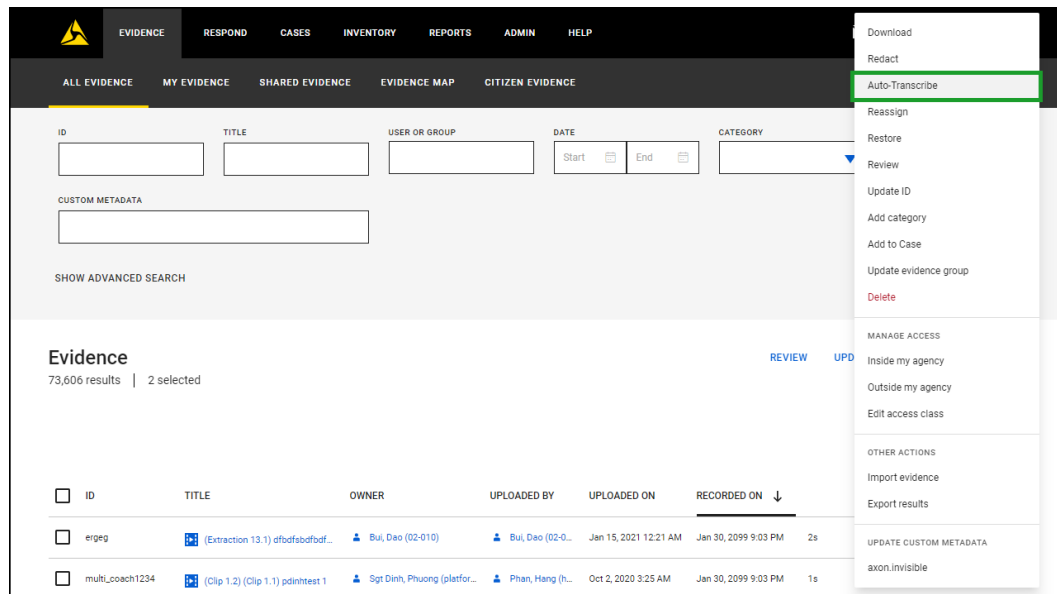 EVIDENCE RESPOND CASES INVENTORY REPORTS ADMIN HELP
ALL EVIDENCE MY EVIDENCE SHARED EVIDENCE EVIDENCE MAP CITIZEN EVIDENCE
ID TITLE USER OR GROUP DATE CATEGORY
Start End
CUSTOM METADATA
SHOW ADVANCED SEARCH
Evidence
73,606 results | 2 selected
REVIEW UPD
ID TITLE OWNER UPLOADED BY UPLOADED ON RECORDED ON
ergeg (Extraction 13.1) dfbdfsbdfbdf... Bui, Dao (02-010) Bui, Dao (02-0... Jan 15, 2021 12:21 AM Jan 30, 2099 9:03 PM 2s
multi_coach1234 (Clip 1.2) (Clip 1.1) pdinhtest 1 Sgt Dinh, Phuong (platfor... Phan, Hang (h... Oct 2, 2020 3:25 AM Jan 30, 2099 9:03 PM 1s
Download
Redact
Auto-Transcribe
Reassign
Restore
Review
Update ID
Add category
Add to Case
Update evidence group
Delete
MANAGE ACCESS
Inside my agency
Outside my agency
Edit access class
OTHER ACTIONS
Import evidence
Export results
UPDATE CUSTOM METADATA
axon.invisible